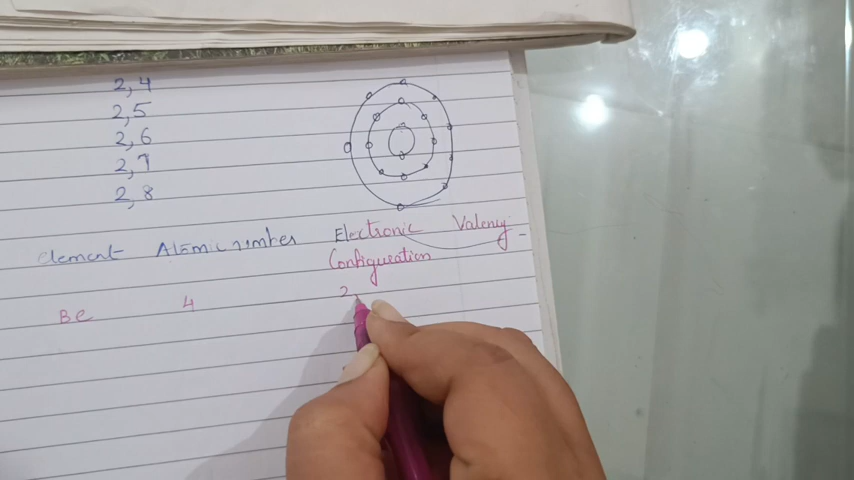 2,4
2,5
2,6
2,7
2,8
Element Atomic number Electronic Valency
Configuration
Be 4 2,